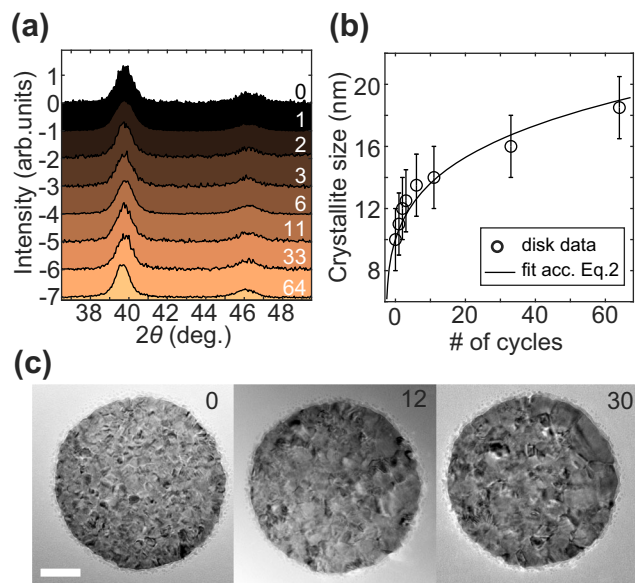 (a)
Intensity (arb.units)
1
0
-1
-2
-3
-4
-5
-6
-7
0
1
2
3
6
11
33
64
38 40 42 44 46 48
2θ (deg.)
(b)
Crystallite size (nm)
20
16
12
8
disk data
fit acc. Eq.2
0 20 40 60
# of cycles
(c)
0 12 30